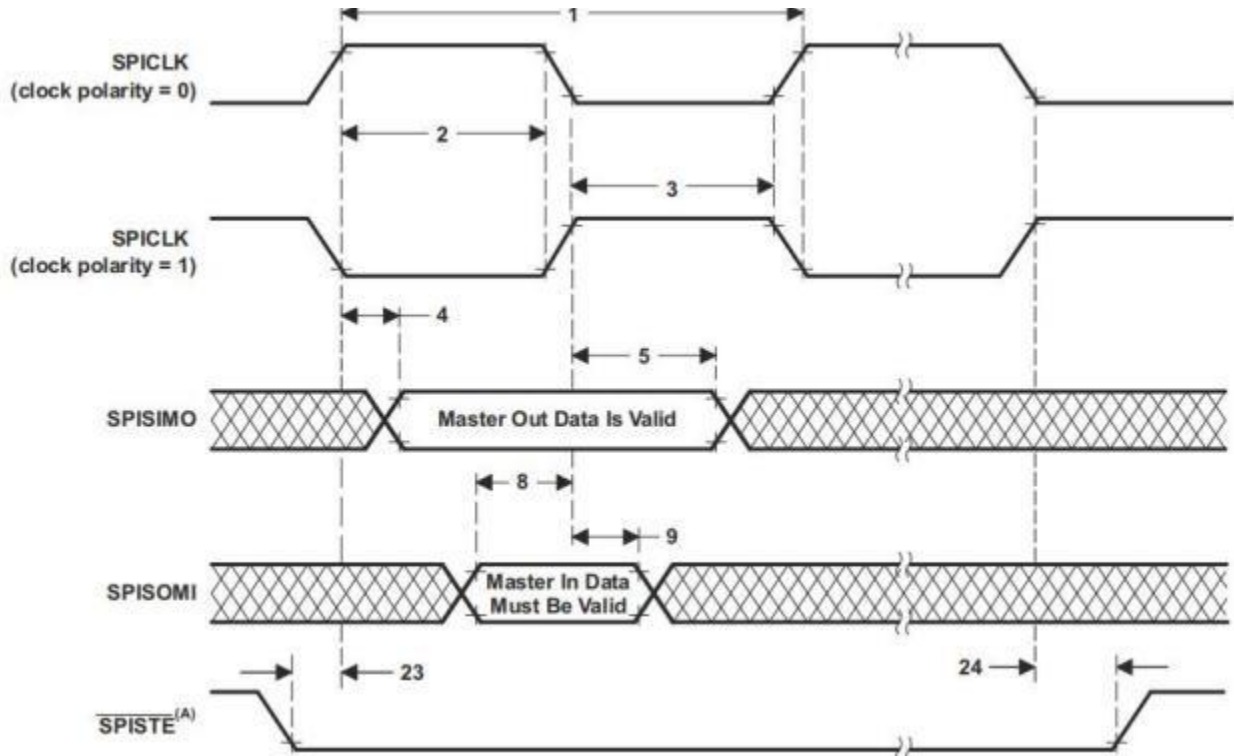 1
SPICLK
(clock polarity = 0)
2
3
SPICLK
(clock polarity = 1)
4
5
SPISIMO
Master Out Data Is Valid
8
9
SPISOMI
Master In Data
Must Be Valid
23
24
SPISTE(A)